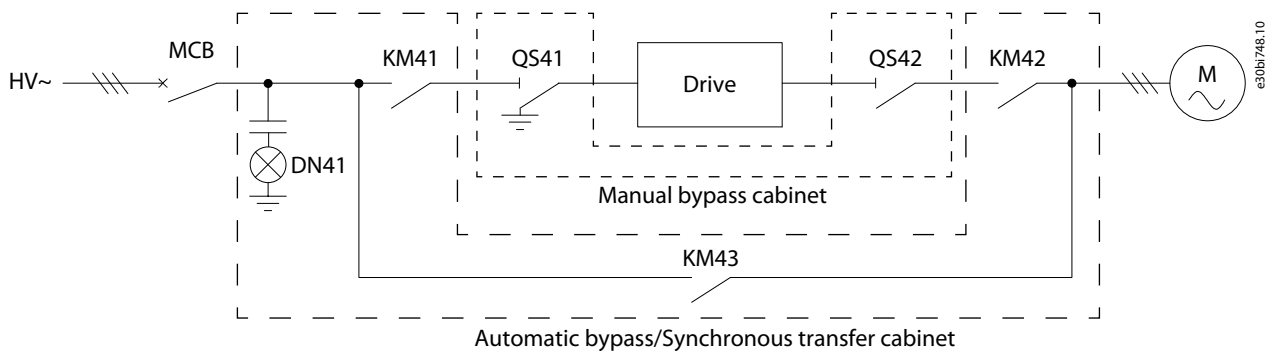 MCB
KM41
QS41
QS42
KM42
HV~
Drive
M
DN41
Manual bypass cabinet
KM43
Automatic bypass/Synchronous transfer cabinet
e30bi748.10